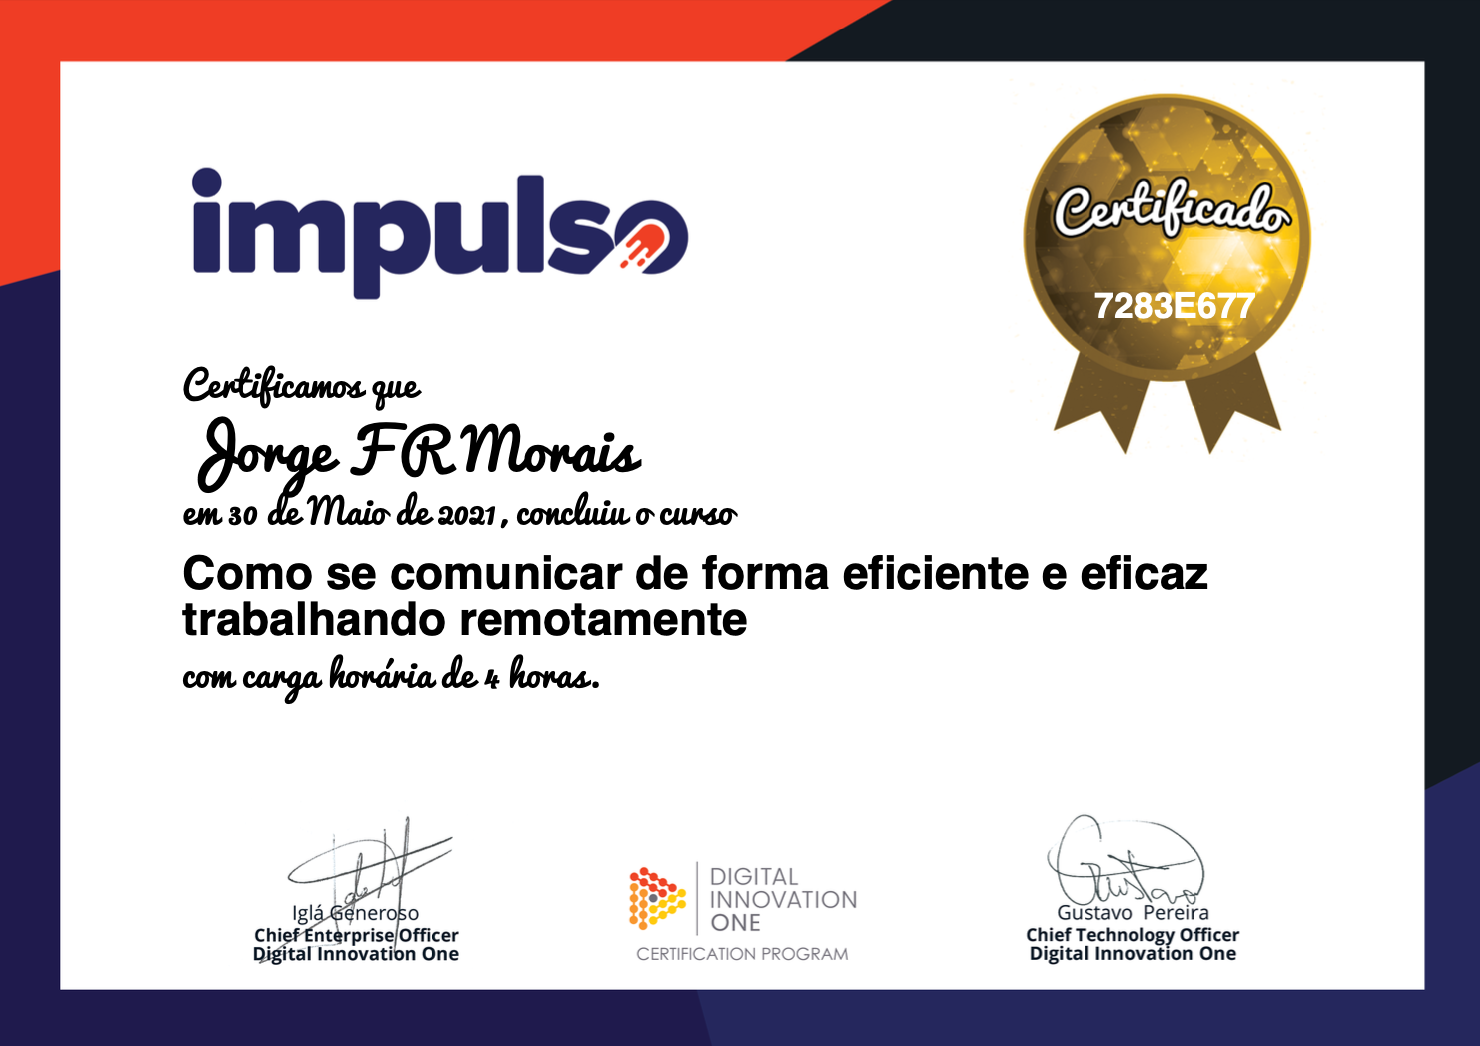 impulso
Certificado
7283E677
Certificamos que
Jorge FR Morais
em 30 de Maio de 2021, concluiu o curso
Como se comunicar de forma eficiente e eficaz
trabalhando remotamente
com carga horária de 4 horas.
Iglá Generoso
Chief Enterprise Officer
Digital Innovation One
DIGITAL
INNOVATION
ONE
CERTIFICATION PROGRAM
Gustavo
Gustavo Pereira
Chief Technology Officer
Digital Innovation One